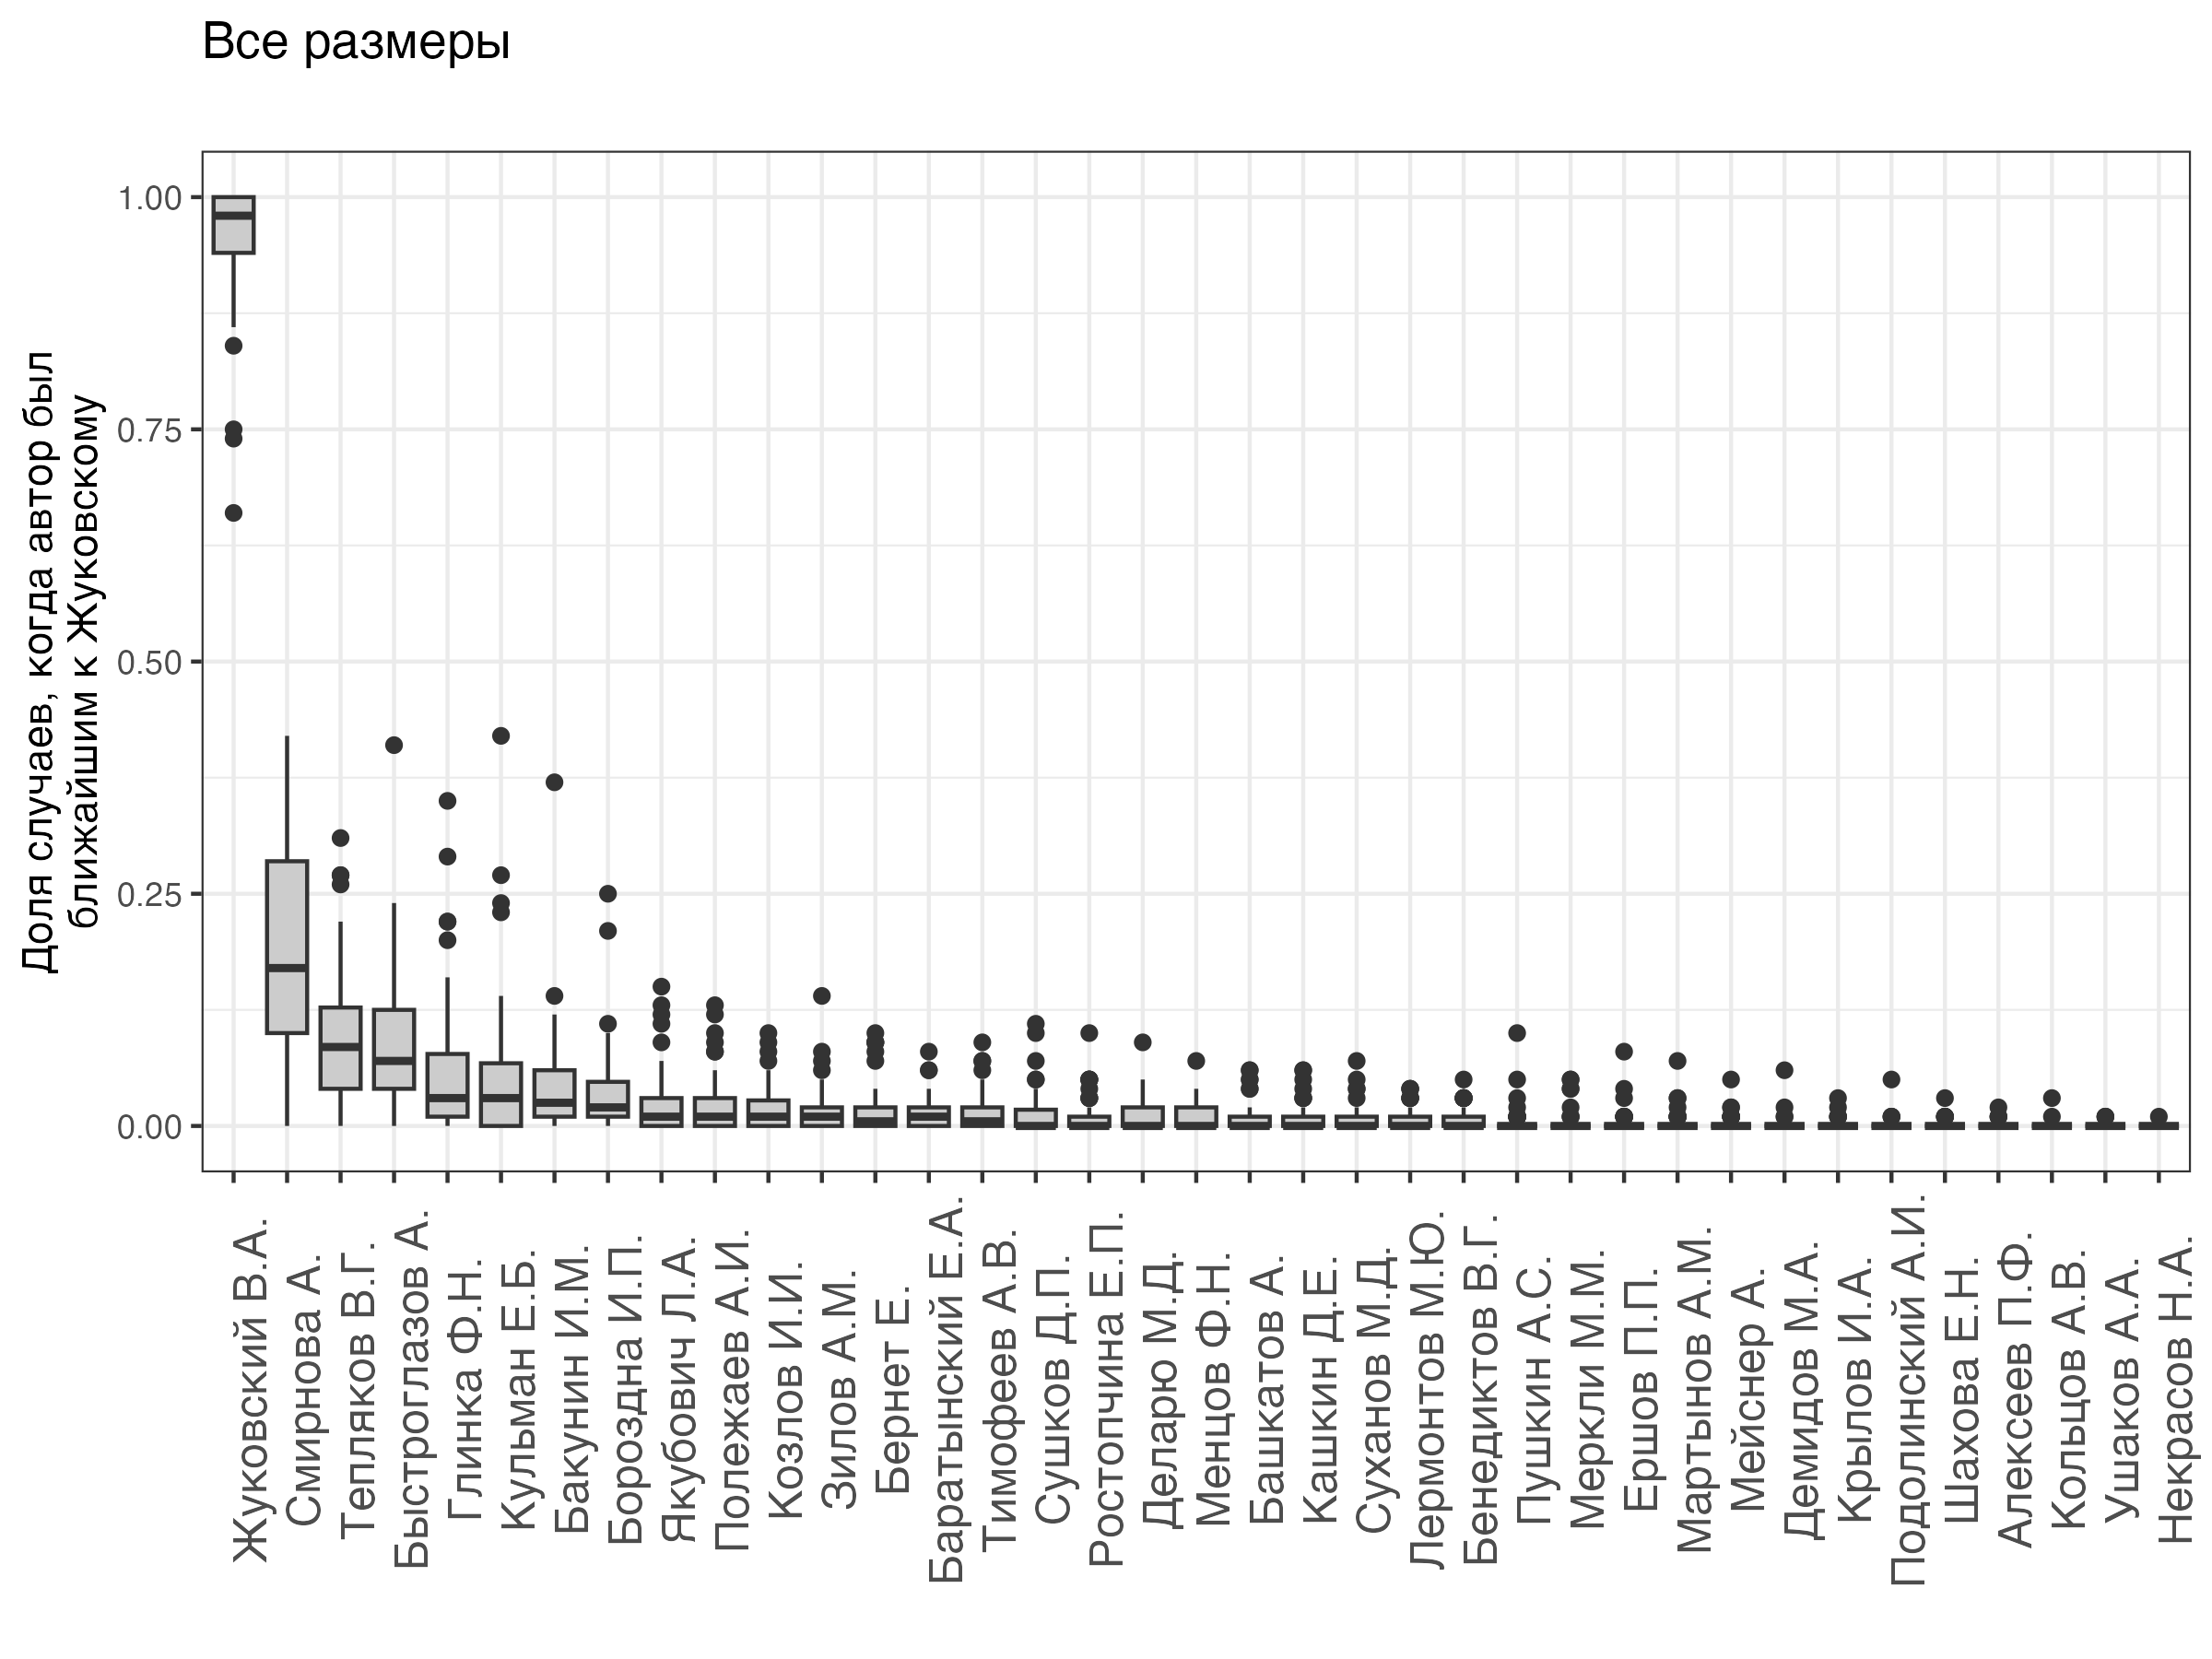 Все размеры
Доля случаев, когда автор был
ближайшим к Жуковскому
1.00
0.75
0.50
0.25
0.00
Жуковский В.А.
Смирнова А.
Тепляков В.Г.
Быстроглазов А.
Глинка Ф.Н.
Кульман Е.Б.
Бакунин И.М.
Бороздна И.П.
Якубович Л.А.
Полежаев А.И.
Козлов И.И.
Зилов А.М.
Бернет Е.
Баратынский Е.А.
Тимофеев А.В.
Сушков Д.П.
Ростопчина Е.П.
Деларю М.Д.
Менцов Ф.Н.
Башкатов А.
Кашкин Д.Е.
Суханов М.Д.
Лермонтов М.Ю.
Бенедиктов В.Г.
Пушкин А.С.
Меркли М.М.
Ершов П.П.
Мартынов А.М.
Мейснер А.
Демидов М.А.
Крылов И.А.
Подолинский А.И.
Шахова Е.Н.
Алексеев П.Ф.
Кольцов А.В.
Ушаков А.А.
Некрасов Н.А.